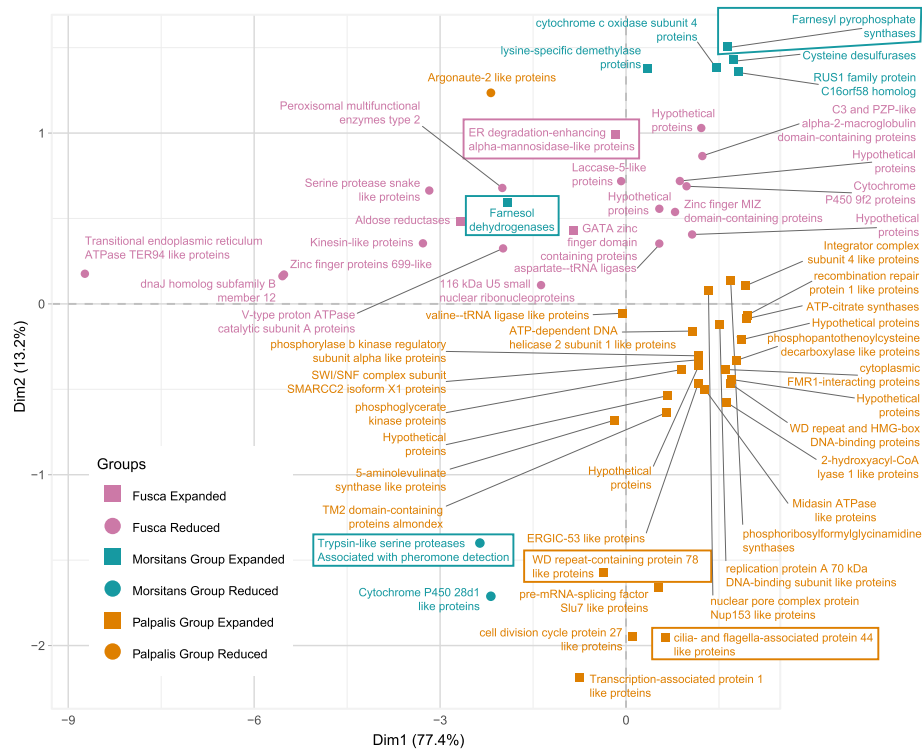 Farnesyl pyrophosphate
synthases
cytochrome c oxidase subunit 4
proteins
Cysteine desulfurases
lysine-specific demethylase
proteins
RUS1 family protein
C16orf58 homolog
Argonaute-2 like proteins
Peroxisomal multifunctional
enzymes type 2
ER degradation-enhancing
alpha-mannosidase-like proteins
Hypothetical
proteins
C3 and PZP-like
alpha-2-macroglobulin
domain-containing proteins
Laccase-5-like
proteins
Hypothetical
proteins
Serine protease snake
like proteins
Cytochrome
P450 9f2 proteins
Hypothetical
proteins
Zinc finger MIZ
domain-containing proteins
Aldose reductases
Farnesol
dehydrogenases
GATA zinc
finger domain
containing proteins
aspartate--tRNA ligases
Hypothetical
proteins
Kinesin-like proteins
Transitional endoplasmic reticulum
ATPase TER94 like proteins
Zinc finger proteins 699-like
dnaJ homolog subfamily B
member 12
116 kDa U5 small
nuclear ribonucleoproteins
V-type proton ATPase
catalytic subunit A proteins
Integrator complex
subunit 4 like proteins
recombination repair
protein 1 like proteins
ATP-citrate synthases
Hypothetical proteins
phosphopantothenoylcysteine
decarboxylase like proteins
cytoplasmic
FMR1-interacting proteins
Hypothetical
proteins
WD repeat and HMG-box
DNA-binding proteins
2-hydroxyacyl-CoA
lyase 1 like proteins
valine--tRNA ligase like proteins
ATP-dependent DNA
helicase 2 subunit 1 like proteins
phosphorylase b kinase regulatory
subunit alpha like proteins
SWI/SNF complex subunit
SMARCC2 isoform X1 proteins
phosphoglycerate
kinase proteins
Hypothetical
proteins
5-aminolevulinate
synthase like proteins
TM2 domain-containing
proteins almondex
Hypothetical
proteins
ERGIC-53 like proteins
Midasin ATPase
like proteins
phosphoribosylformylglycinamidine
synthases
replication protein A 70 kDa
DNA-binding subunit like proteins
nuclear pore complex protein
Nup153 like proteins
Trypsin-like serine proteases
Associated with pheromone detection
Cytochrome P450 28d1
like proteins
WD repeat-containing protein 78
like proteins
pre-mRNA-splicing factor
Slu7 like proteins
cell division cycle protein 27
like proteins
cilia- and flagella-associated protein 44
like proteins
Transcription-associated protein 1
like proteins
Groups
Fusca Expanded
Fusca Reduced
Morsitans Group Expanded
Morsitans Group Reduced
Palpalis Group Expanded
Palpalis Group Reduced
1
0
−1
−2
Dim2 (13.2%)
−9 −6 −3 0
Dim1 (77.4%)